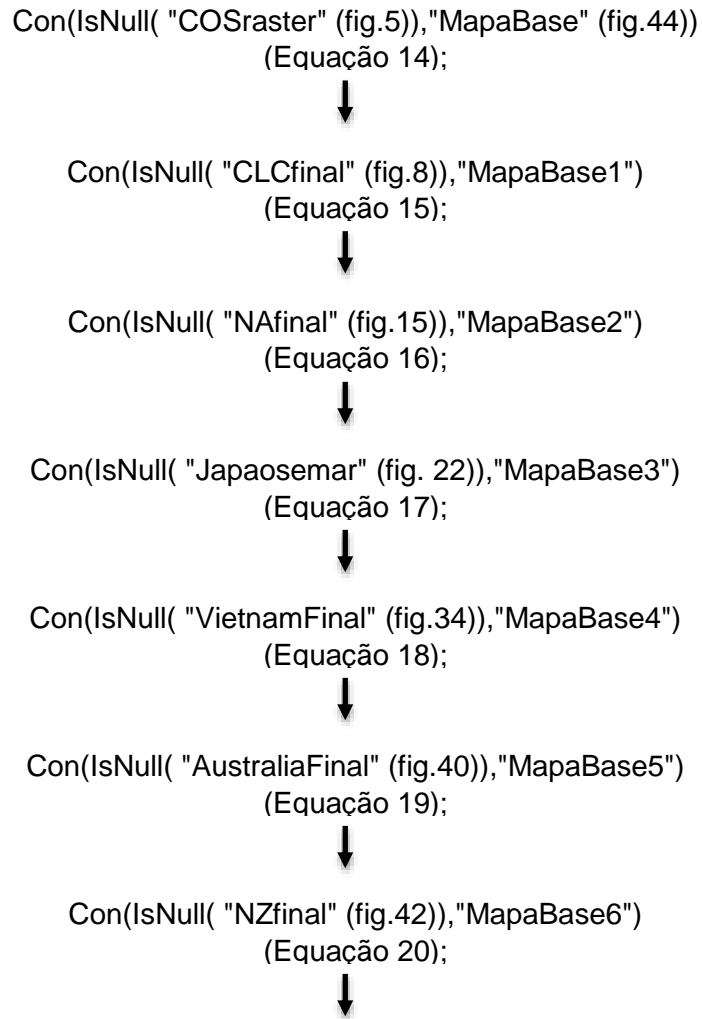 Con(IsNull( "COSraster" (fig.5)),"MapaBase" (fig.44))
(Equação 14);
Con(IsNull( "CLCfinal" (fig.8)),"MapaBase1")
(Equação 15);
Con(IsNull( "NAfinal" (fig.15)),"MapaBase2")
(Equação 16);
Con(IsNull( "Japaosemar" (fig. 22)),"MapaBase3")
(Equação 17);
Con(IsNull( "VietnamFinal" (fig.34)),"MapaBase4")
(Equação 18);
Con(IsNull( "AustraliaFinal" (fig.40)),"MapaBase5")
(Equação 19);
Con(IsNull( "NZfinal" (fig.42)),"MapaBase6")
(Equação 20);